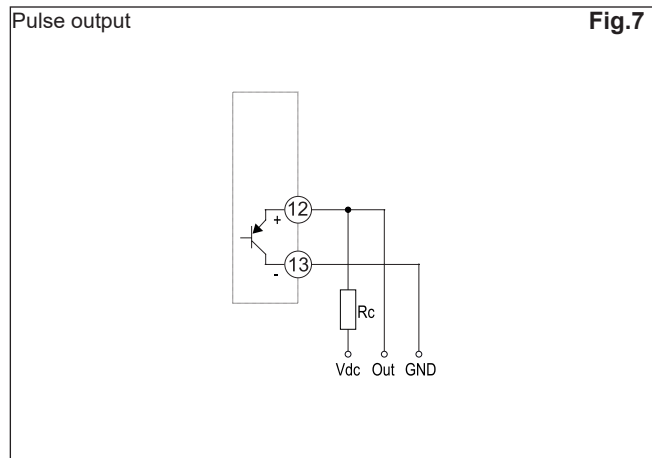 Pulse output Fig.7
12
+
13
-
Rc
Vdc Out GND